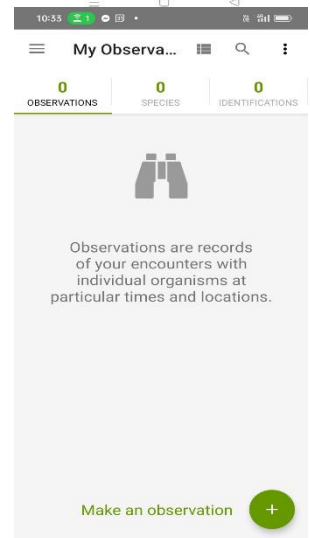 10:33
My Observa...
0 0 0
OBSERVATIONS SPECIES IDENTIFICATIONS
Observations are records
of your encounters with
individual organisms at
particular times and locations.
Make an observation